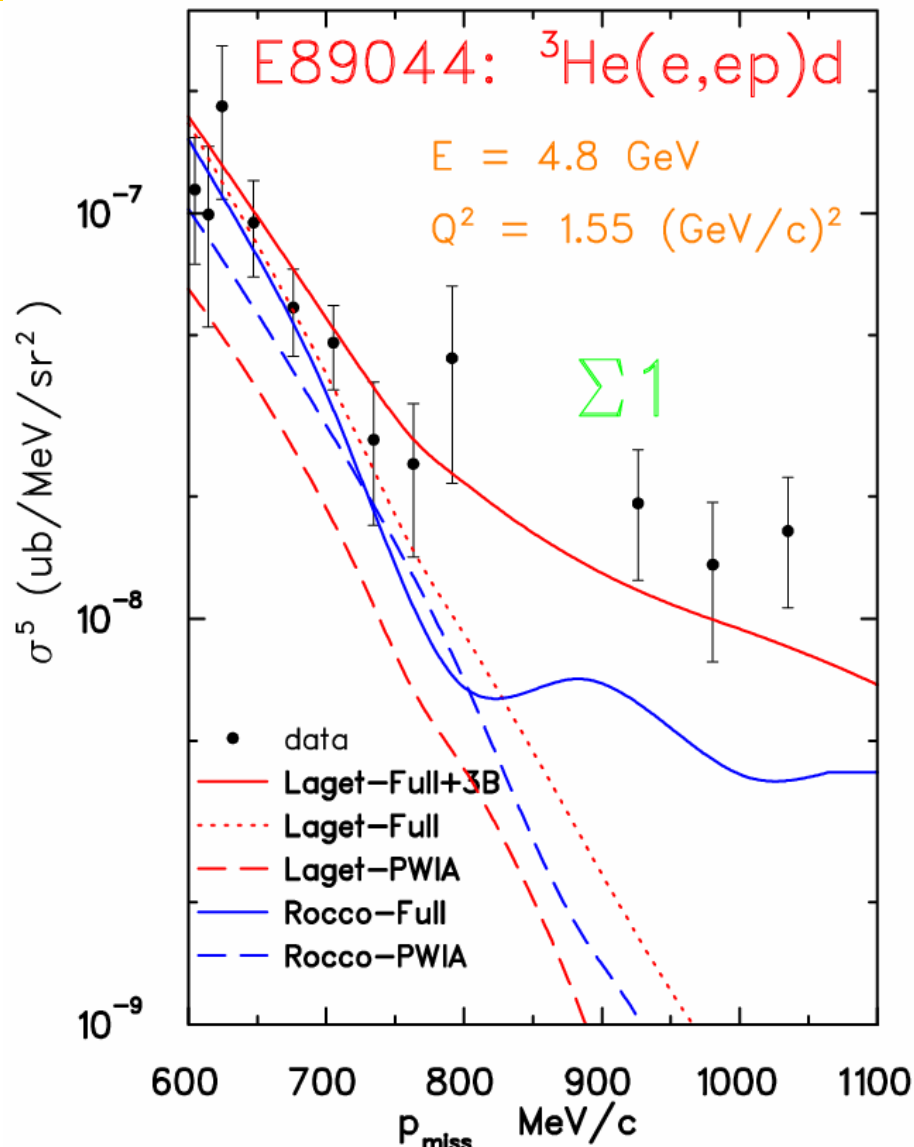 E89044: ³He(e,ep)d
E = 4.8 GeV
Q² = 1.55 (GeV/c)²
Σ1
σ⁵ (ub/MeV/sr²)
10⁻⁷
10⁻⁸
10⁻⁹
data
Laget-Full+3B
Laget-Full
Laget-PWIA
Rocco-Full
Rocco-PWIA
600 700 800 900 1000 1100
p_miss MeV/c